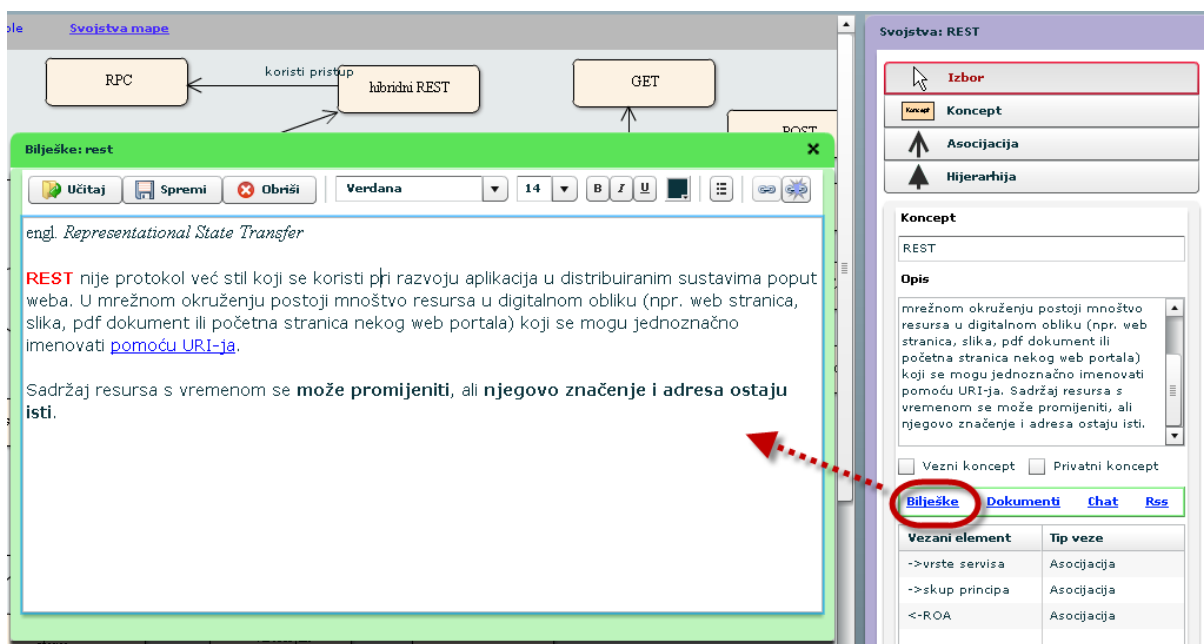 Svojstva mape
RPC
koristi pristup
hibridni REST
GET
POST
Bilješke: rest
Učitaj
Spremi
Obriši
Verdana
14
B
I
U
engl. Representational State Transfer
REST nije protokol već stil koji se koristi pri razvoju aplikacija u distribuiranim sustavima poput
weba. U mrežnom okruženju postoji mnoštvo resursa u digitalnom obliku (npr. web stranica,
slika, pdf dokument ili početna stranica nekog web portala) koji se mogu jednoznačno
imenovati pomoću URI-ja.
Sadržaj resursa s vremenom se može promijeniti, ali njegovo značenje i adresa ostaju
isti.
Svojstva: REST
Izbor
Koncept
Koncept
Asocijacija
Hijerarhija
Koncept
REST
Opis
mrežnom okruženju postoji mnoštvo
resursa u digitalnom obliku (npr. web
stranica, slika, pdf dokument ili
početna stranica nekog web portala)
koji se mogu jednoznačno imenovati
pomoću URI-ja. Sadržaj resursa s
vremenom se može promijeniti, ali
njegovo značenje i adresa ostaju isti.
Vezni koncept
Privatni koncept
Bilješke Dokumenti Chat Rss
Vezani element Tip veze
->vrste servisa Asocijacija
->skup principa Asocijacija
<-ROA Asocijacija